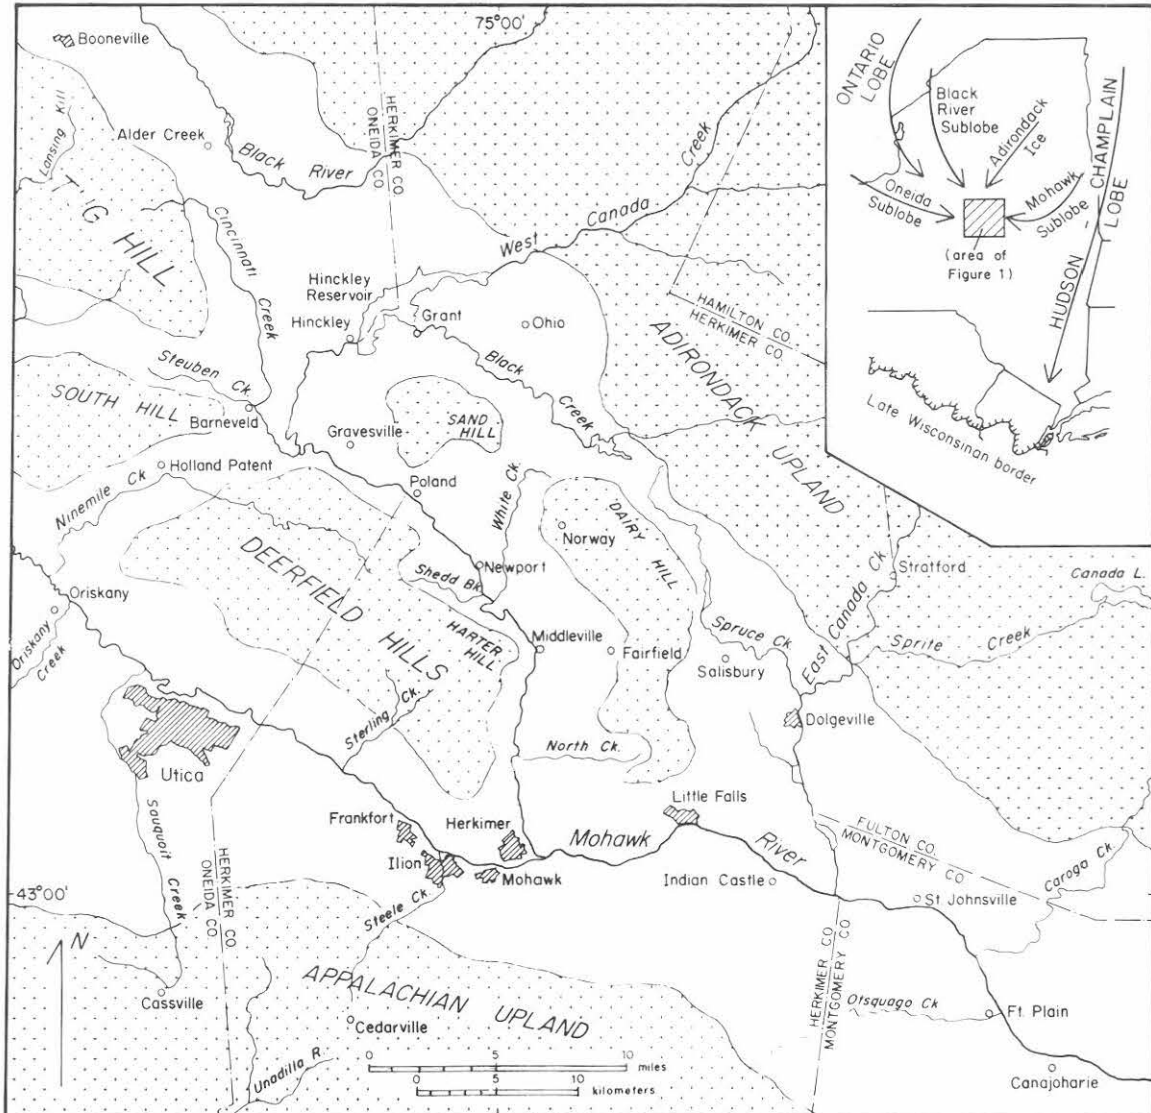 75°00'
Booneville
Lansing Kill
Alder Creek
Black River
HERKIMER CO
ONEIDA CO
Creek
Canada
West
T'G HILL
Cincinnati
Creek
Hinckley
Reservoir
Hinckley
Grant
Ohio
HAMILTON CO.
HERKIMER CO.
ADIRONDACK
UPLAND
Steuben Ck.
SOUTH HILL
Barneveld
Black
Creek
SAND
HILL
Gravesville
Holland Patent
Ninemile Ck
Poland
White Ck.
DAIRY
HILL
Norway
DEERFIELD
HILLS
Newport
Shedd Bk.
Oriskany
Oriskany
Creek
HARTER
HILL
Middleville
Fairfield
Spruce Ck
Salisbury
East Canada Ck
Stratford
Canada L.
Sprite Creek
Sterling Ck.
Dolgeville
North Ck.
Utica
Sauquoit
Creek
Little Falls
Frankfort
Herkimer
Mohawk River
Ilion
Mohawk
Indian Castle
FULTON CO.
MONTGOMERY CO
Caroga Ck.
St. Johnsville
43°00'
HERKIMER CO
ONEIDA CO
Steele Ck.
N
HERKIMER CO
MONTGOMERY CO
Otsquago Ck
Ft. Plain
Cassville
APPALACHIAN
UPLAND
Cedarville
Unadilla R.
0 5 10
miles
0 5 10
kilometers
Canajoharie
ONTARIO
LOBE
Black
River
Sublobe
Adirondack
Ice
HUDSON - CHAMPLAIN
LOBE
Oneida
Sublobe
Mohawk
Sublobe
(area of
Figure 1)
Late Wisconsinan border